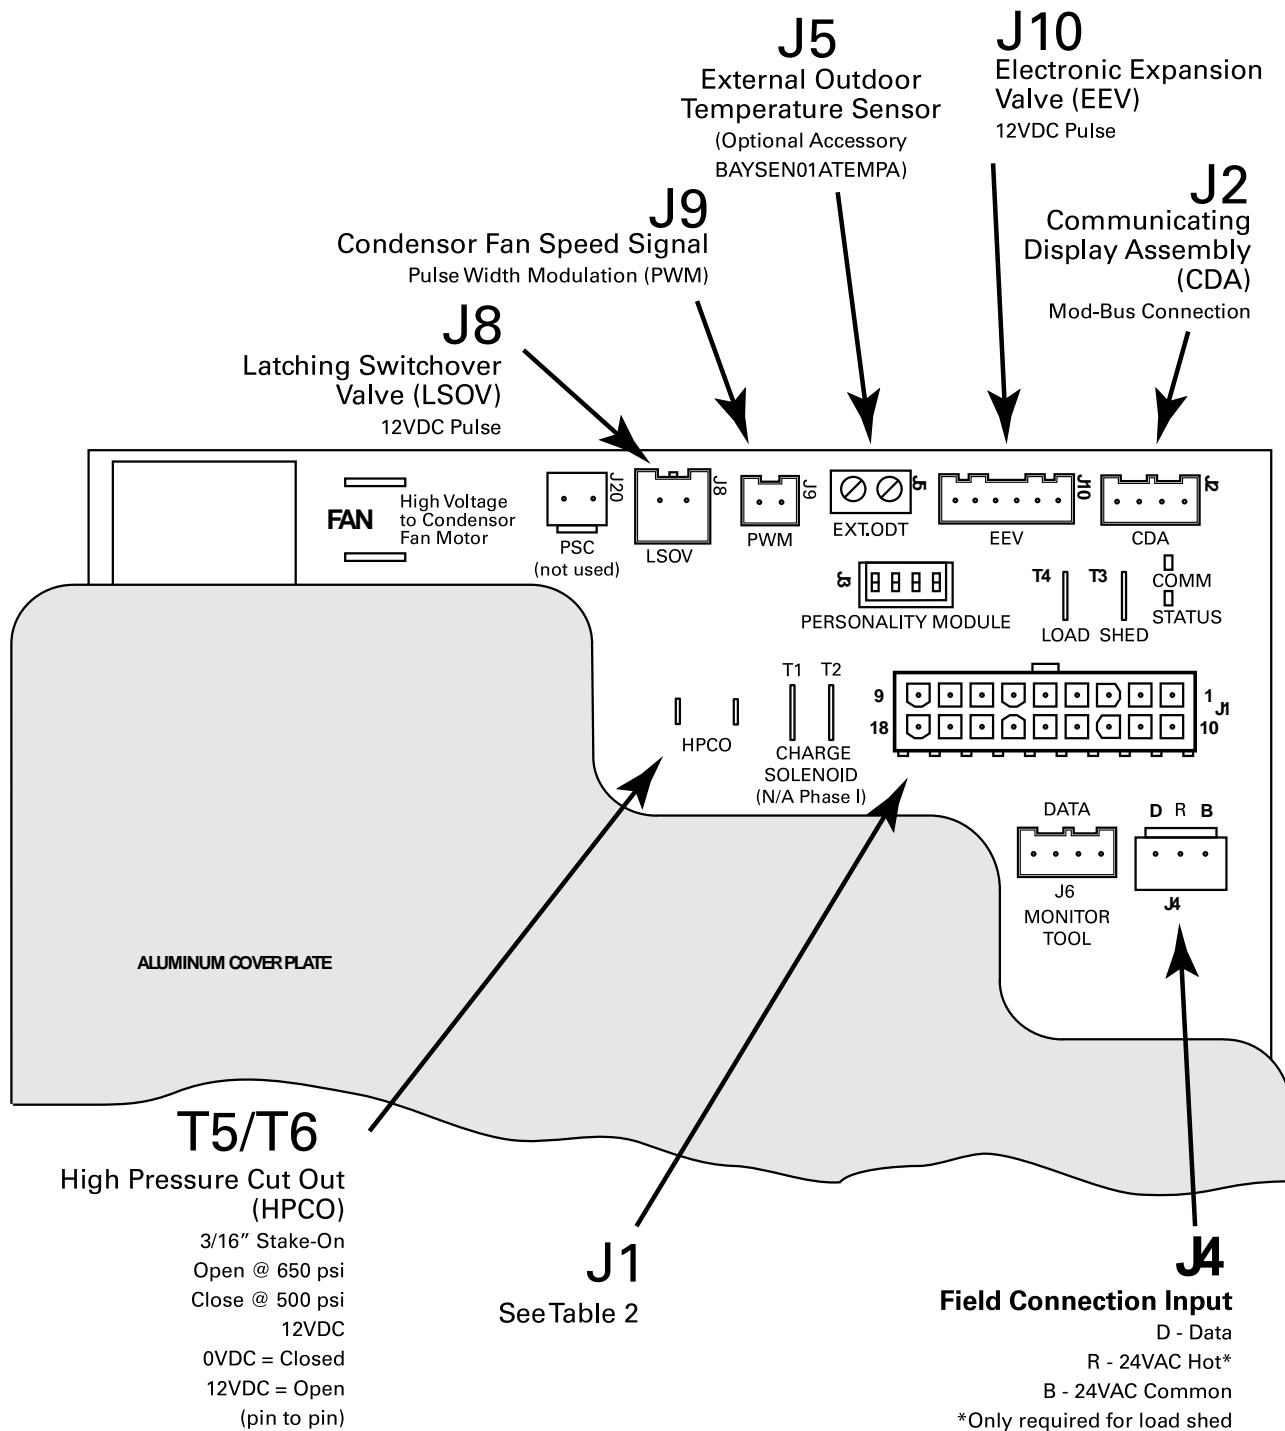 J5
External Outdoor
Temperature Sensor
(Optional Accessory
BAYSEN01ATEMPA)
J10
Electronic Expansion
Valve (EEV)
12VDC Pulse
J9
Condensor Fan Speed Signal
Pulse Width Modulation (PWM)
J2
Communicating
Display Assembly
(CDA)
Mod-Bus Connection
J8
Latching Switchover
Valve (LSOV)
12VDC Pulse
FAN
High Voltage
to Condensor
Fan Motor
J20
PSC
(not used)
J8
LSOV
J9
PWM
J5
EXT.ODT
J10
EEV
J2
CDA
J3
PERSONALITY MODULE
T4
LOAD
T3
SHED
COMM
STATUS
HPCO
T1 T2
CHARGE
SOLENOID
(N/A Phase I)
9
1
18
10
J1
DATA
J6
MONITOR
TOOL
D R B
J4
ALUMINUM COVER PLATE
T5/T6
High Pressure Cut Out
(HPCO)
3/16” Stake-On
Open @ 650 psi
Close @ 500 psi
12VDC
0VDC = Closed
12VDC = Open
(pin to pin)
J1
See Table 2
J4
Field Connection Input
D - Data
R - 24VAC Hot*
B - 24VAC Common
*Only required for load shed